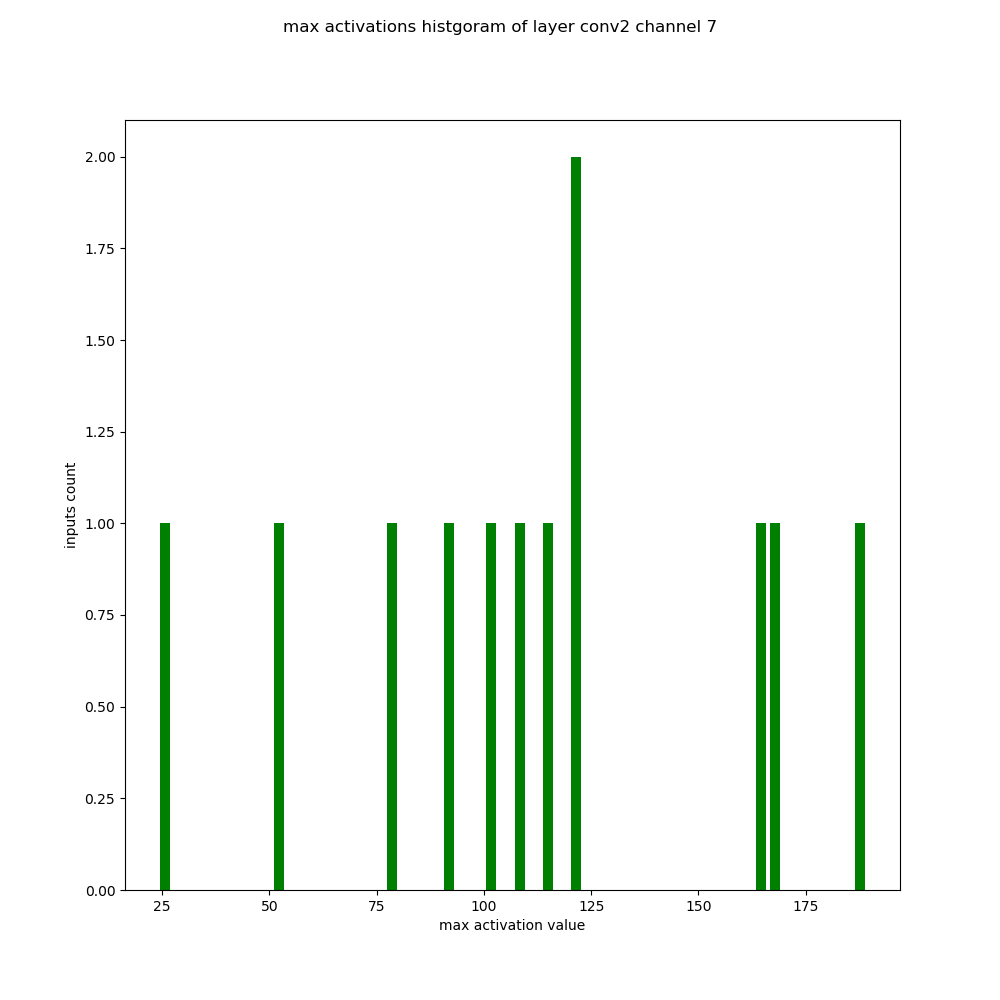 max activations histgoram of layer conv2 channel 7
2.00
1.75
1.50
1.25
1.00
0.75
0.50
0.25
0.00
inputs count
25 50 75 100 125 150 175
max activation value